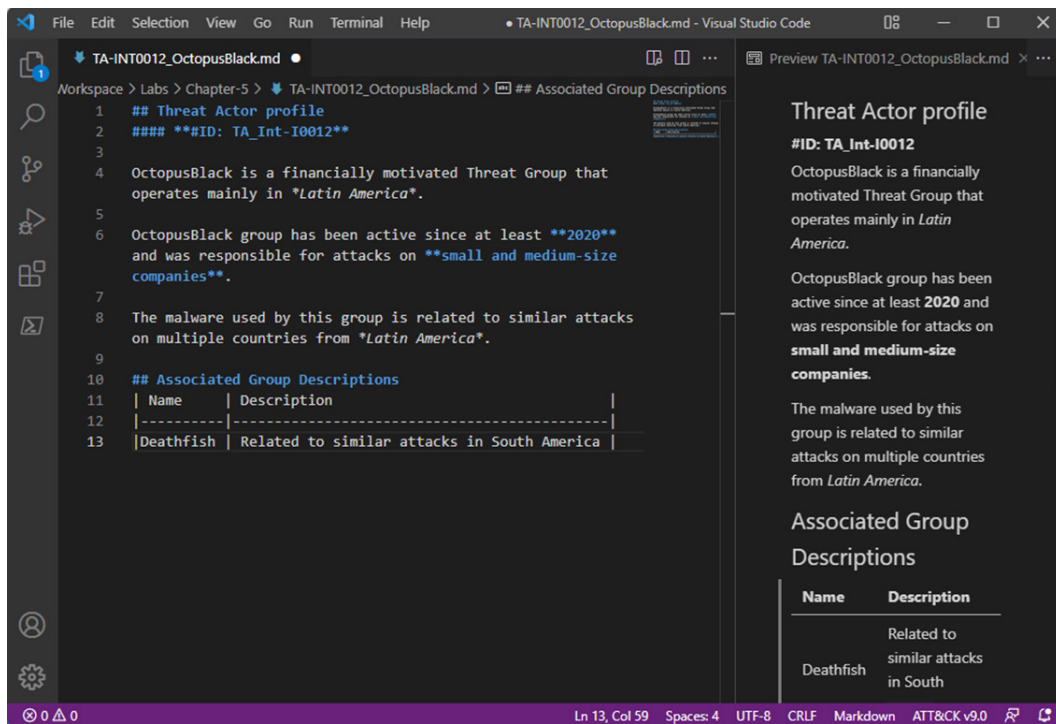 File Edit Selection View Go Run Terminal Help
● TA-INT0012_OctopusBlack.md - Visual Studio Code
TA-INT0012_OctopusBlack.md ●
Workspace > Labs > Chapter-5 > TA-INT0012_OctopusBlack.md > ## Associated Group Descriptions
1 ## Threat Actor profile
2 #### **#ID: TA_Int-I0012**
3
4 OctopusBlack is a financially motivated Threat Group that
operates mainly in *Latin America*.
5
6 OctopusBlack group has been active since at least **2020**
and was responsible for attacks on **small and medium-size
companies**.
7
8 The malware used by this group is related to similar attacks
on multiple countries from *Latin America*.
9
10 ## Associated Group Descriptions
11 | Name | Description |
12 |----------|------------------------------------------|
13 |Deathfish | Related to similar attacks in South America |
Preview TA-INT0012_OctopusBlack.md
Threat Actor profile
#ID: TA_Int-I0012
OctopusBlack is a financially
motivated Threat Group that
operates mainly in Latin
America.
OctopusBlack group has been
active since at least 2020 and
was responsible for attacks on
small and medium-size
companies.
The malware used by this
group is related to similar
attacks on multiple countries
from Latin America.
Associated Group
Descriptions
Name Description
Deathfish
Related to
similar attacks
in South
1
0 0
Ln 13, Col 59 Spaces: 4 UTF-8 CRLF Markdown ATT&CK v9.0